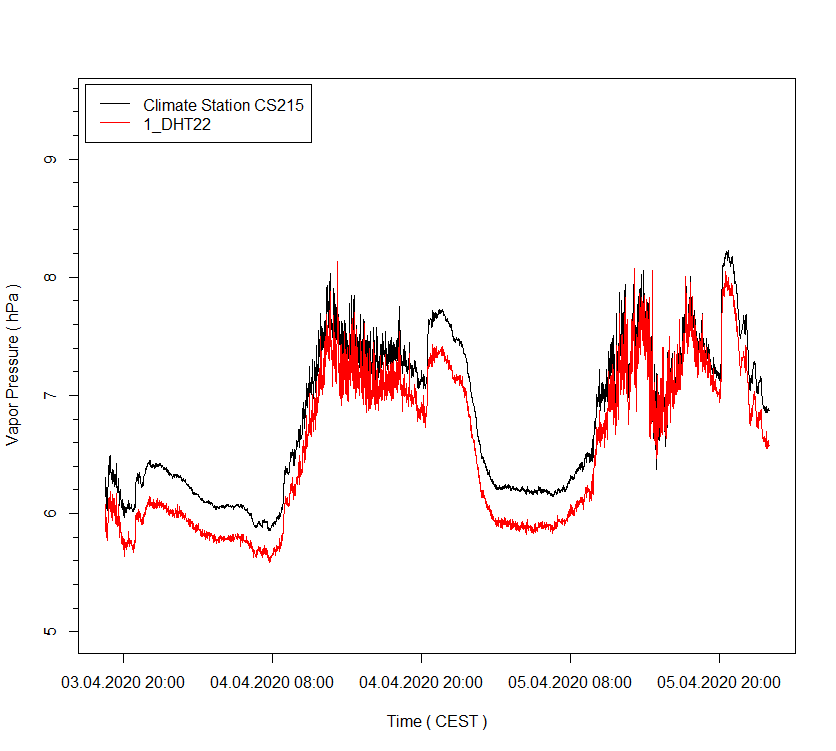 Climate Station CS215
1_DHT22
9
8
7
6
5
Vapor Pressure ( hPa )
03.04.2020 20:00
04.04.2020 08:00
04.04.2020 20:00
05.04.2020 08:00
05.04.2020 20:00
Time ( CEST )